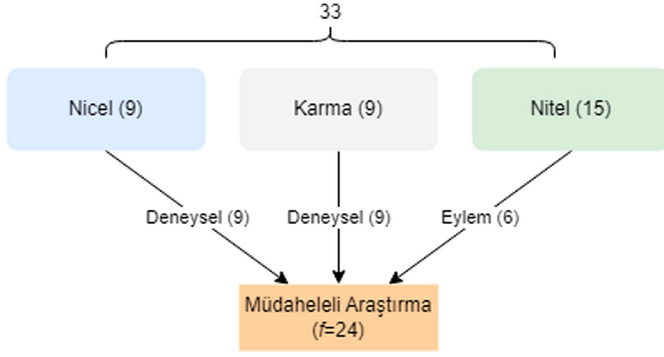 33
Nicel (9)
Karma (9)
Nitel (15)
Deneysel (9)
Deneysel (9)
Eylem (6)
Müdaheleli Araştırma
(f=24)